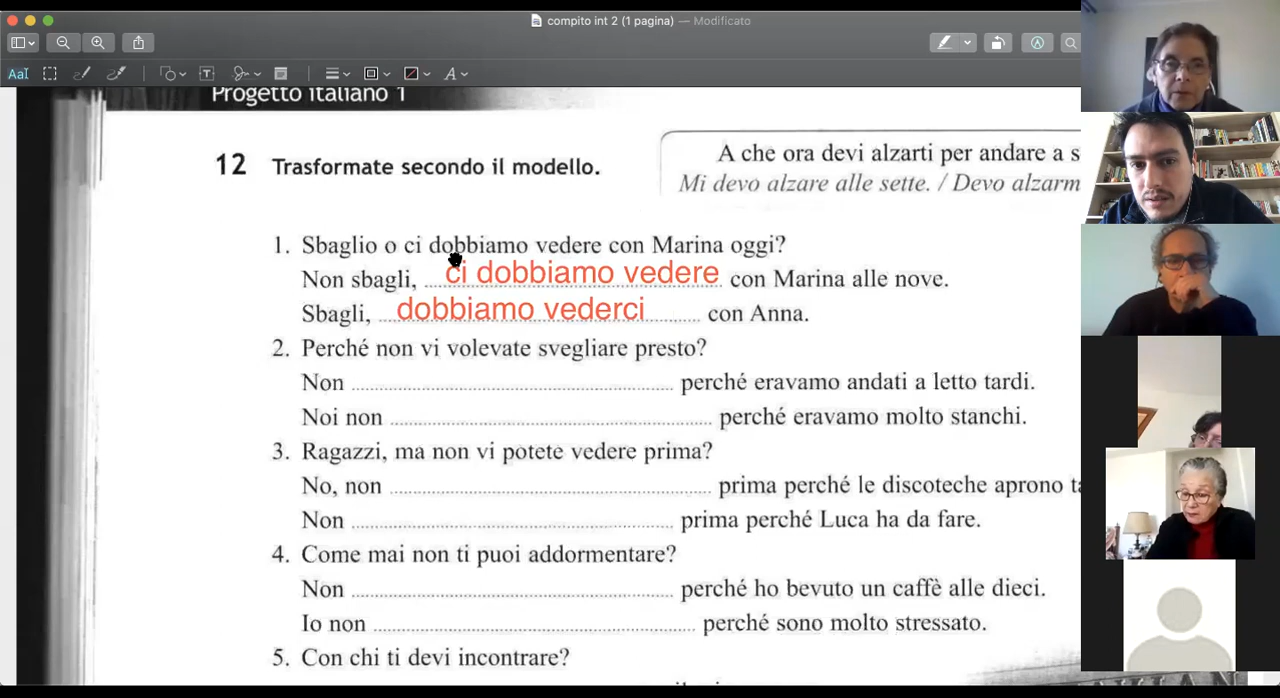 compito int 2 (1 pagina) — Modificato
AaI
A
Progetto italiano 1
12 Trasformate secondo il modello.
A che ora devi alzarti per andare a s
Mi devo alzare alle sette. / Devo alzarm
1. Sbaglio o ci dobbiamo vedere con Marina oggi?
Non sbagli, ci dobbiamo vedere con Marina alle nove.
Sbagli, dobbiamo vederci con Anna.
2. Perché non vi volevate svegliare presto?
Non ........ perché eravamo andati a letto tardi.
Noi non ........ perché eravamo molto stanchi.
3. Ragazzi, ma non vi potete vedere prima?
No, non ........ prima perché le discoteche aprono ta
Non ........ prima perché Luca ha da fare.
4. Come mai non ti puoi addormentare?
Non ........ perché ho bevuto un caffè alle dieci.
Io non ........ perché sono molto stressato.
5. Con chi ti devi incontrare?